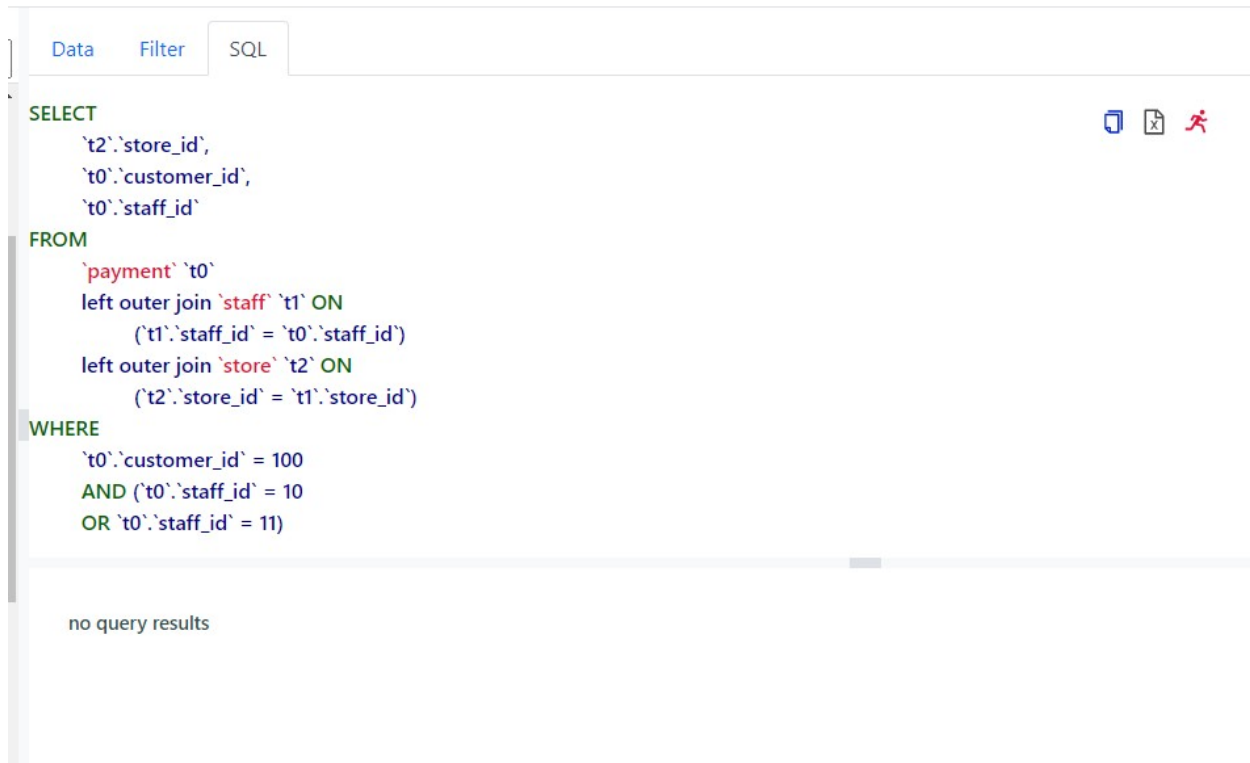 Data Filter SQL
SELECT
`t2`.`store_id`,
`t0`.`customer_id`,
`t0`.`staff_id`
FROM
`payment` `t0`
left outer join `staff` `t1` ON
(`t1`.`staff_id` = `t0`.`staff_id`)
left outer join `store` `t2` ON
(`t2`.`store_id` = `t1`.`store_id`)
WHERE
`t0`.`customer_id` = 100
AND (`t0`.`staff_id` = 10
OR `t0`.`staff_id` = 11)
no query results